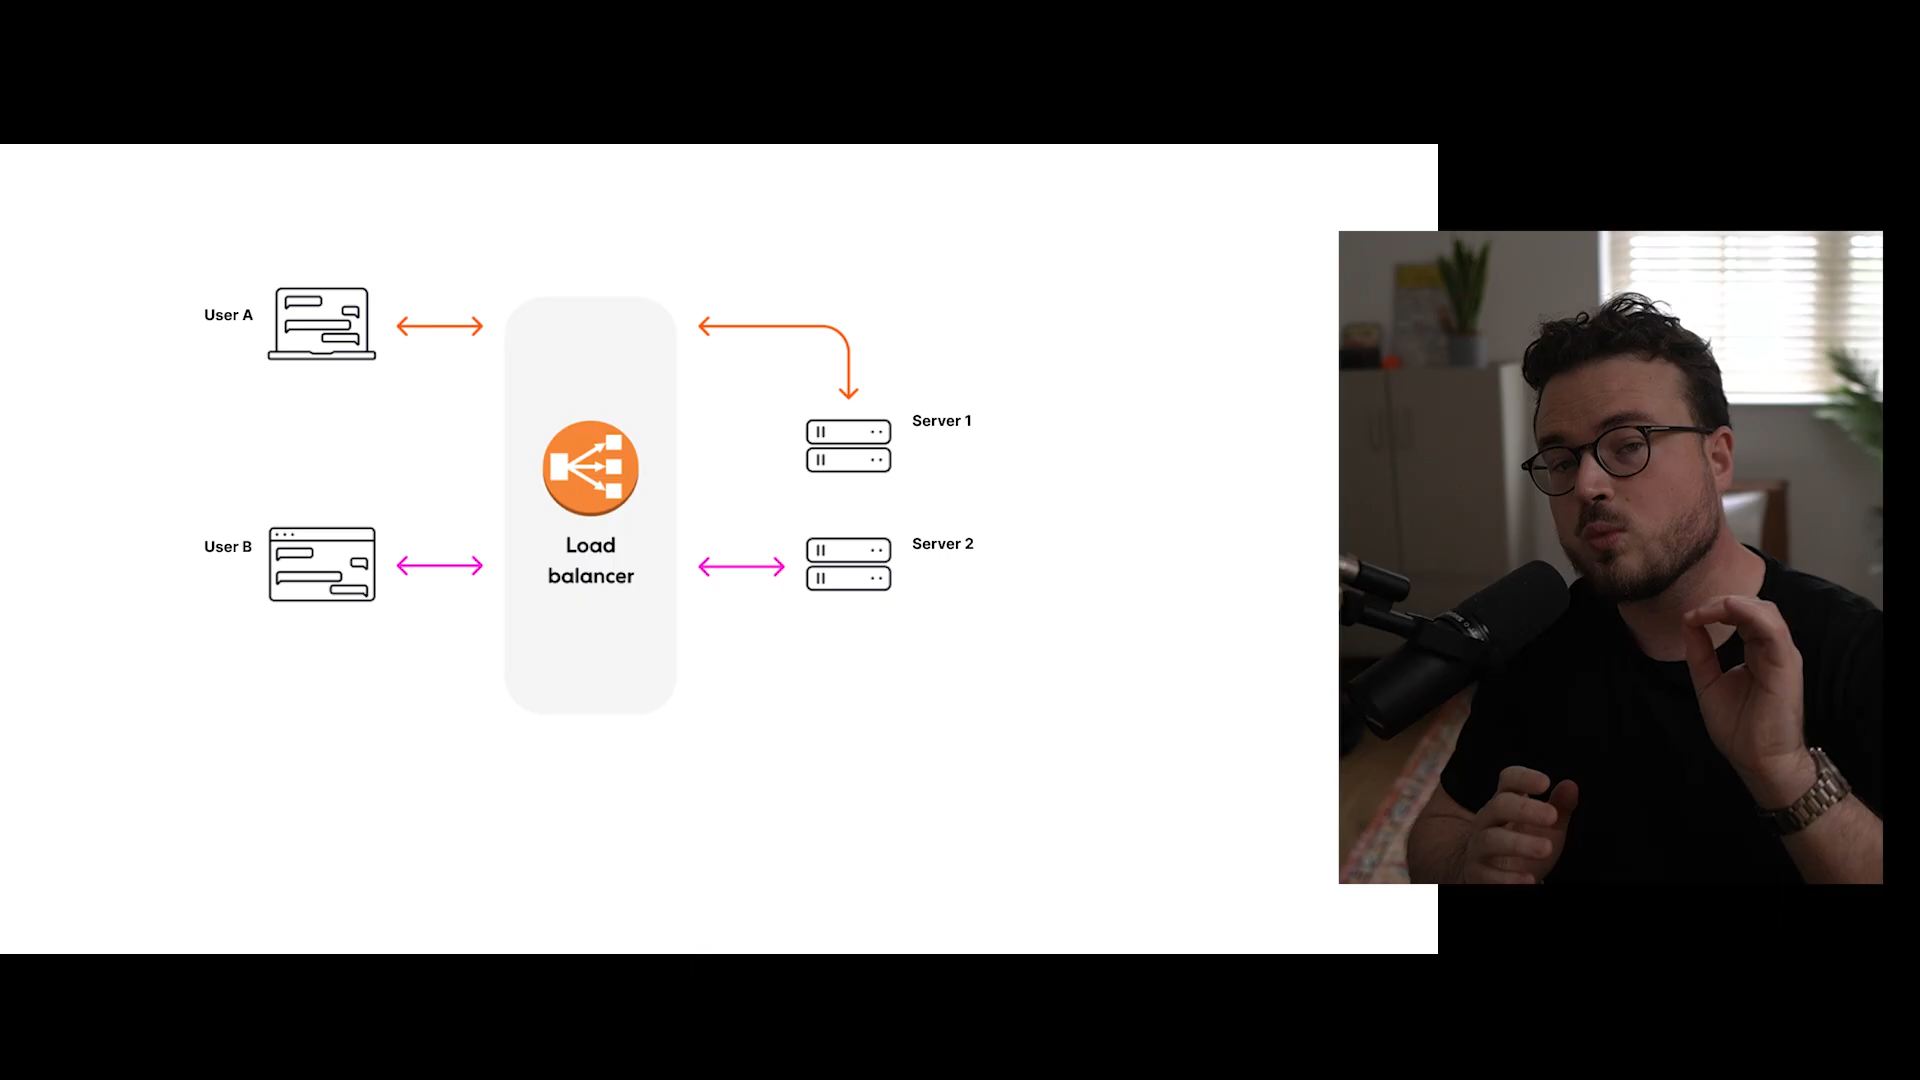 User A
Server 1
User B
Server 2
Load
balancer